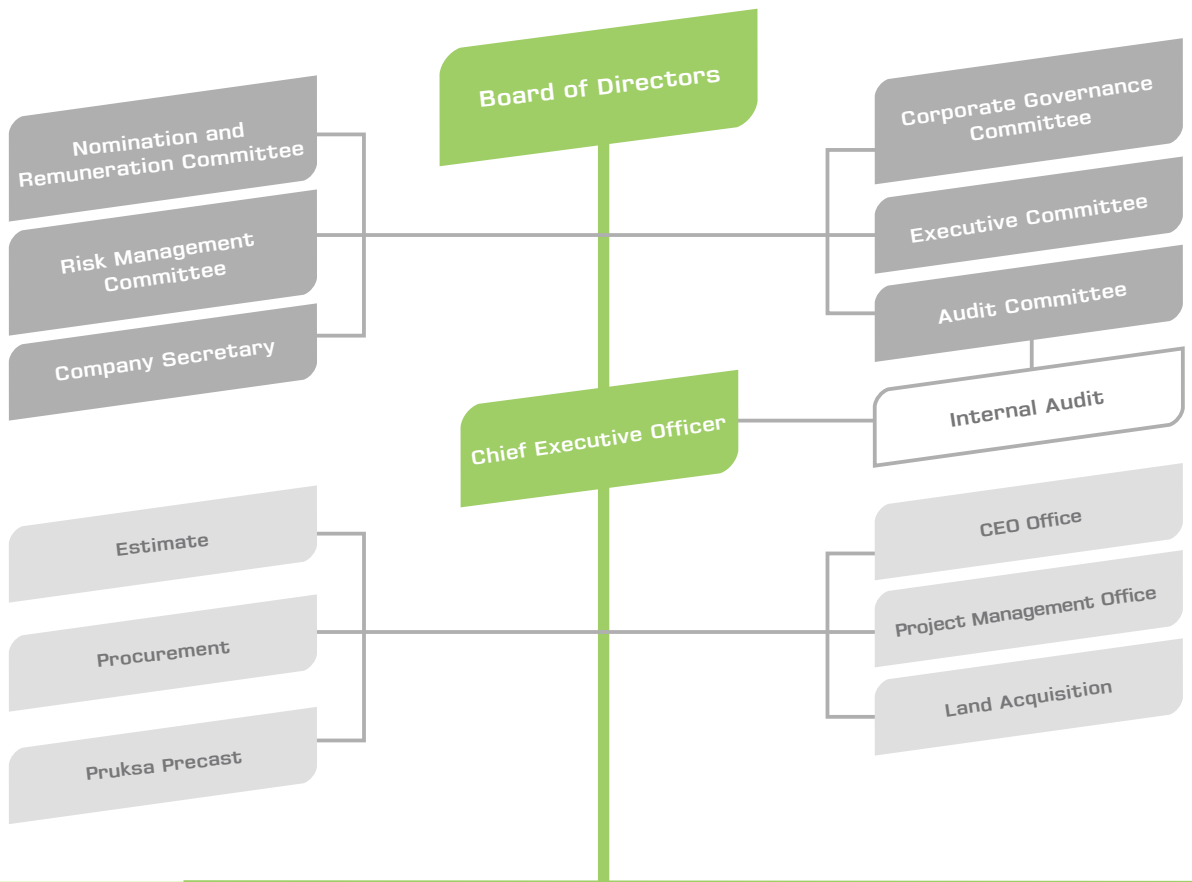 Board of Directors
Nomination and
Remuneration Committee
Risk Management
Committee
Company Secretary
Corporate Governance
Committee
Executive Committee
Audit Committee
Internal Audit
Chief Executive Officer
Estimate
Procurement
Pruksa Precast
CEO Office
Project Management Office
Land Acquisition